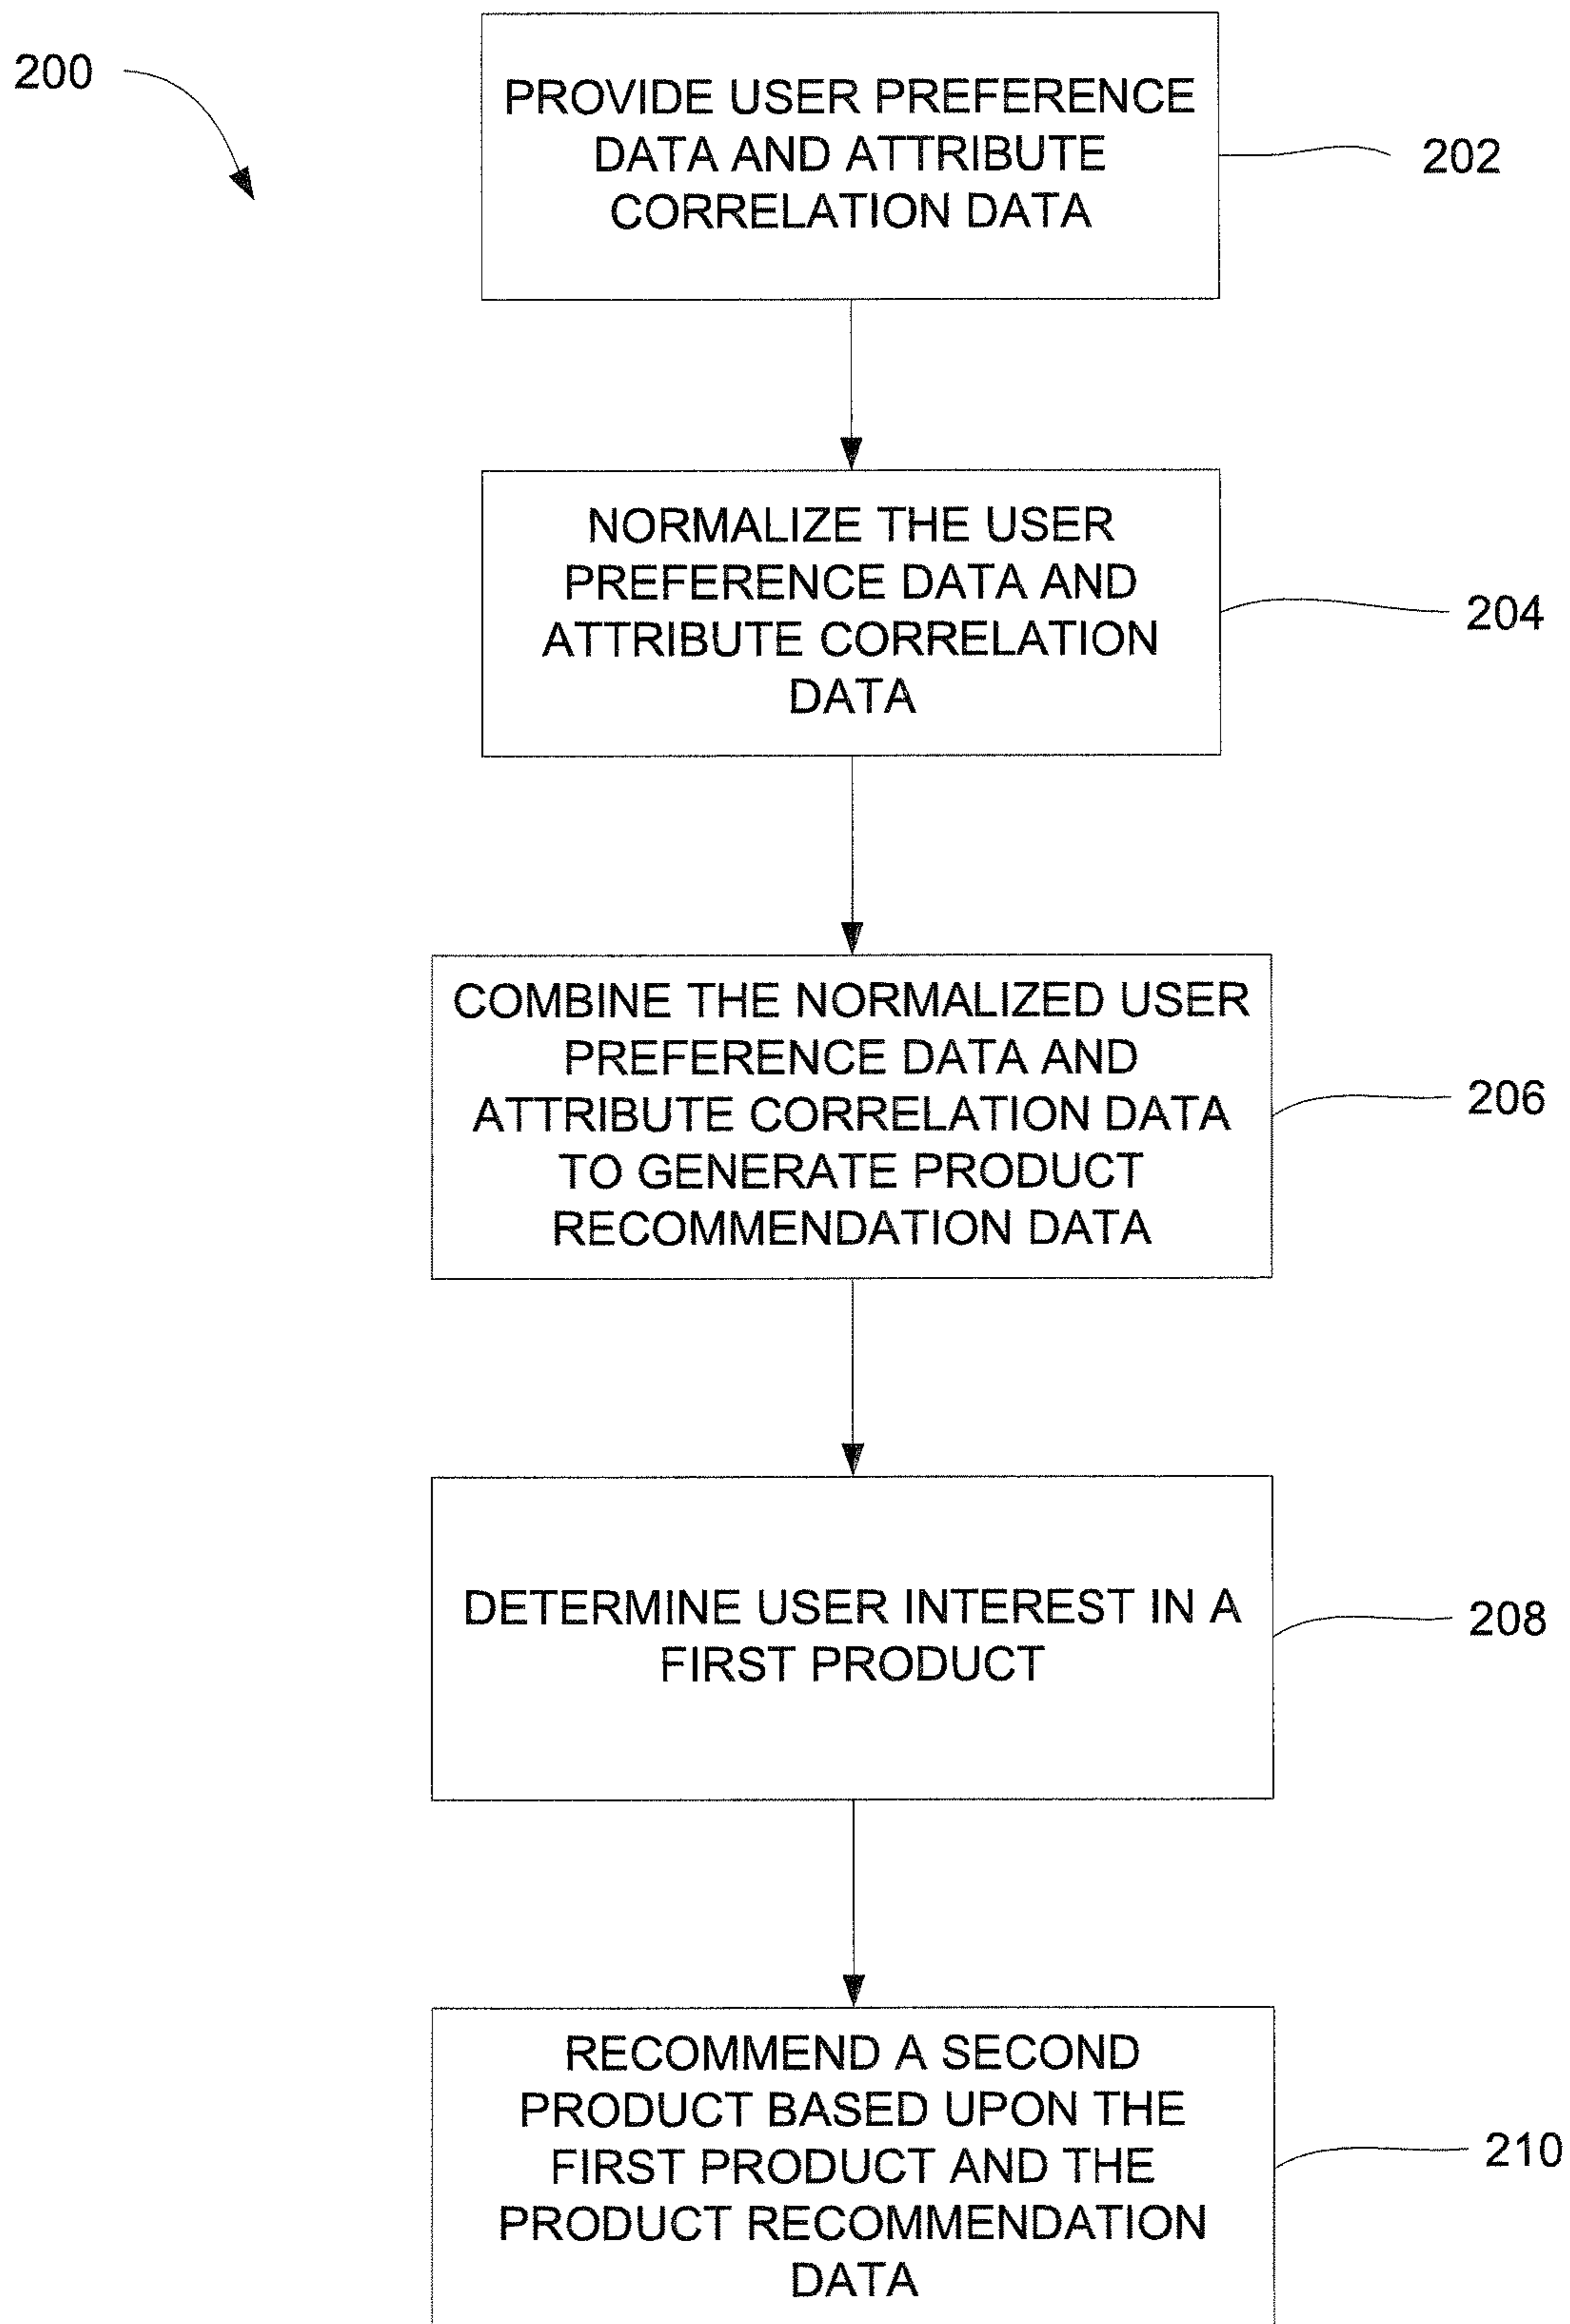 200
PROVIDE USER PREFERENCE
DATA AND ATTRIBUTE
CORRELATION DATA
202
NORMALIZE THE USER
PREFERENCE DATA AND
ATTRIBUTE CORRELATION
DATA
204
COMBINE THE NORMALIZED USER
PREFERENCE DATA AND
ATTRIBUTE CORRELATION DATA
TO GENERATE PRODUCT
RECOMMENDATION DATA
206
DETERMINE USER INTEREST IN A
FIRST PRODUCT
208
RECOMMEND A SECOND
PRODUCT BASED UPON THE
FIRST PRODUCT AND THE
PRODUCT RECOMMENDATION
DATA
210